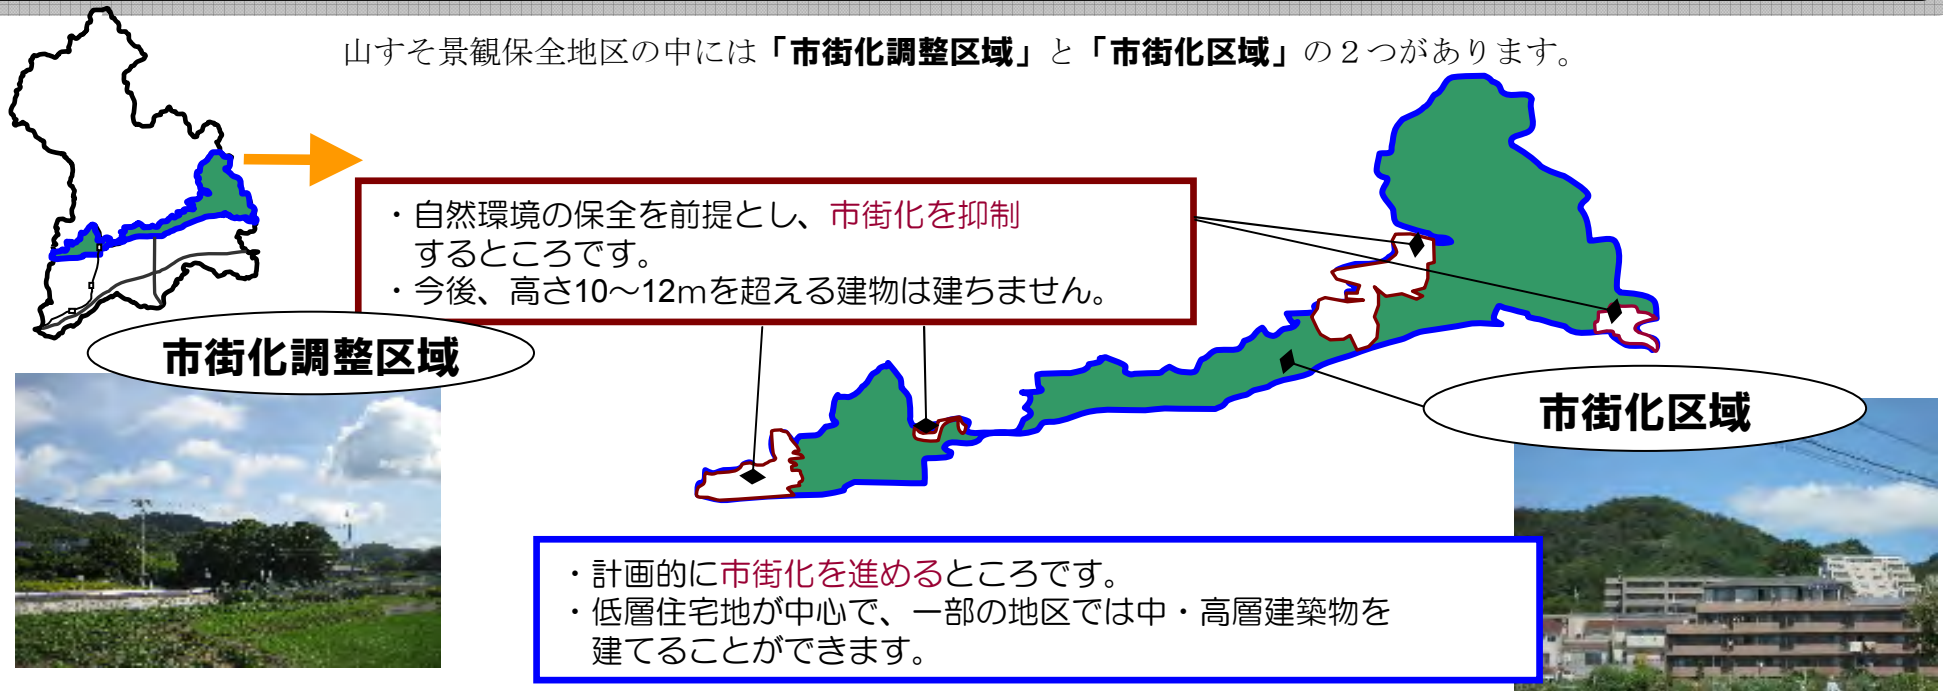 山すそ景観保全地区の中には「市街化調整区域」と「市街化区域」の２つがあります。
・自然環境の保全を前提とし、市街化を抑制
するところです。
・今後、高さ10～12ｍを超える建物は建ちません。
市街化調整区域
市街化区域
・計画的に市街化を進めるところです。
・低層住宅地が中心で、一部の地区では中・高層建築物を
建てることができます。